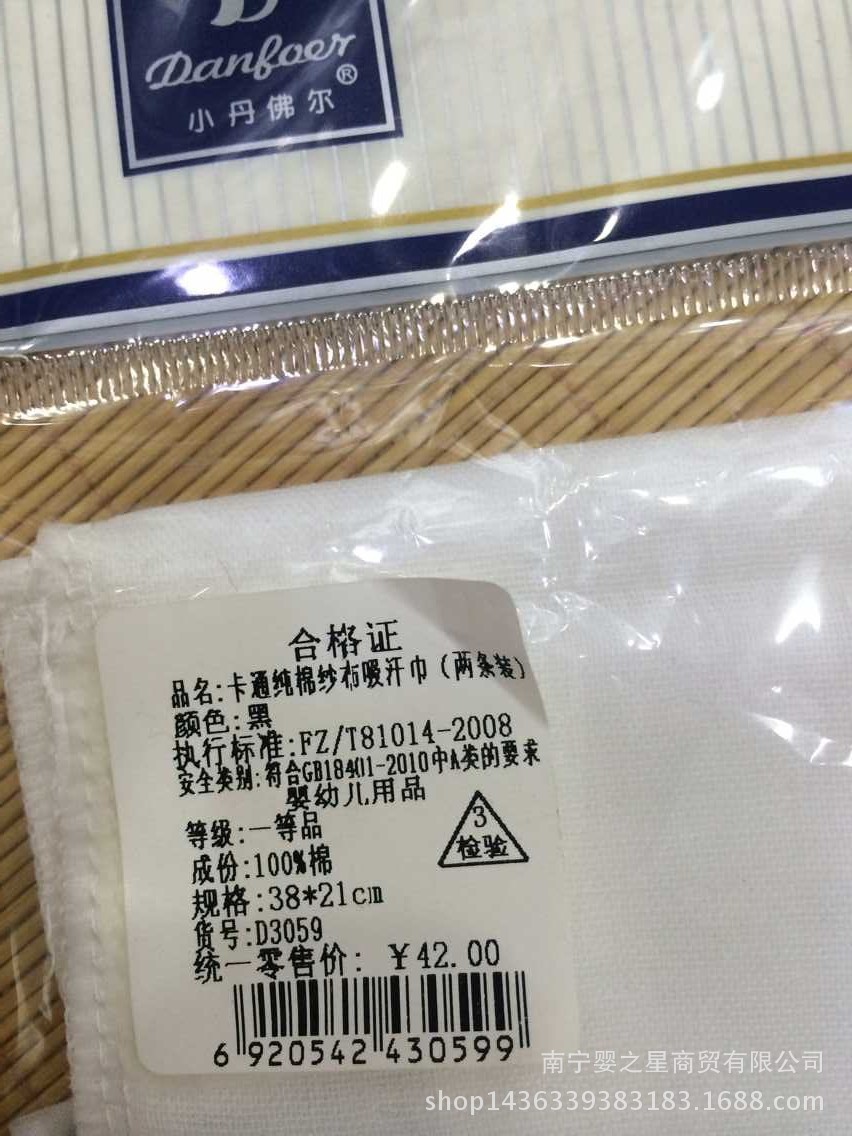 Danfoer®
小丹佛尔
合格证
品名:卡通纯棉纱布吸汗巾（两条装）
颜色:黑
执行标准:FZ/T81014-2008
安全类别:符合GB18401-2010中A类的要求
婴幼儿用品
等级:一等品
成份:100%棉
规格:38*21cm
货号:D3059
统一零售价: ¥42.00
3
检验
6 920542 430599
南宁婴之星商贸有限公司
shop1436339383183.1688.com